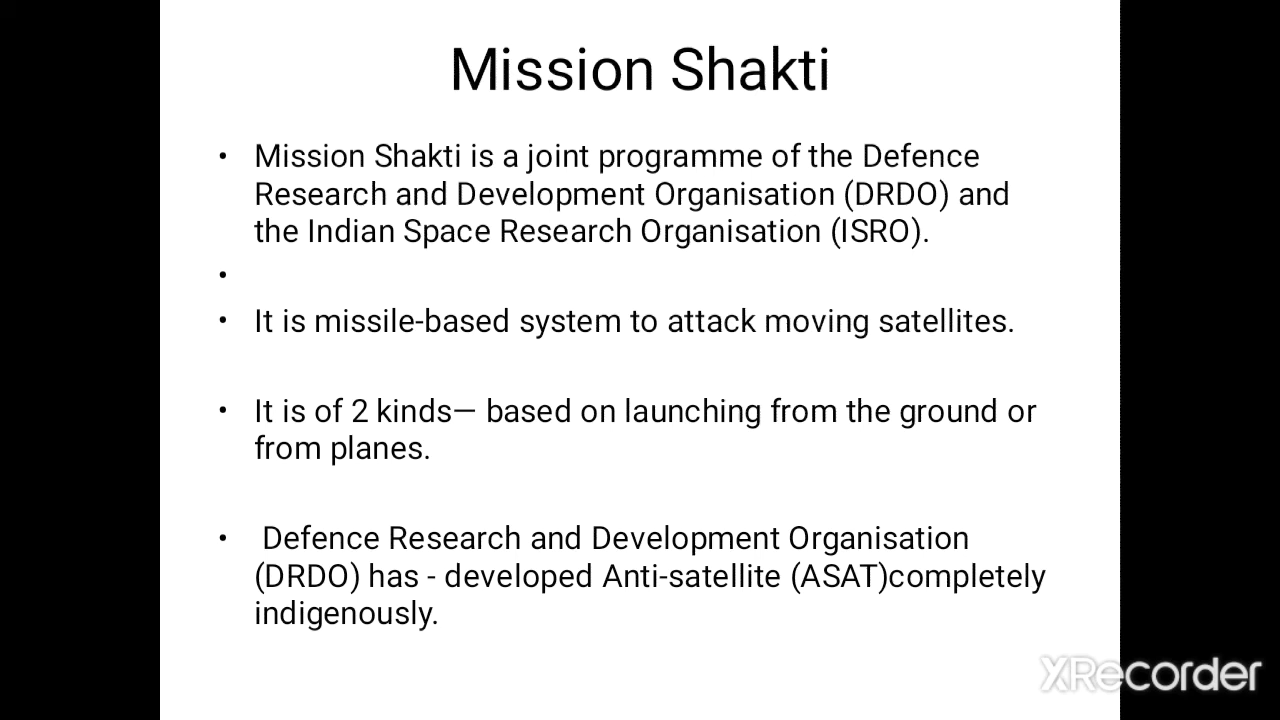 Mission Shakti
• Mission Shakti is a joint programme of the Defence
Research and Development Organisation (DRDO) and
the Indian Space Research Organisation (ISRO).
•
• It is missile-based system to attack moving satellites.
• It is of 2 kinds— based on launching from the ground or
from planes.
• Defence Research and Development Organisation
(DRDO) has - developed Anti-satellite (ASAT)completely
indigenously.
XRecorder